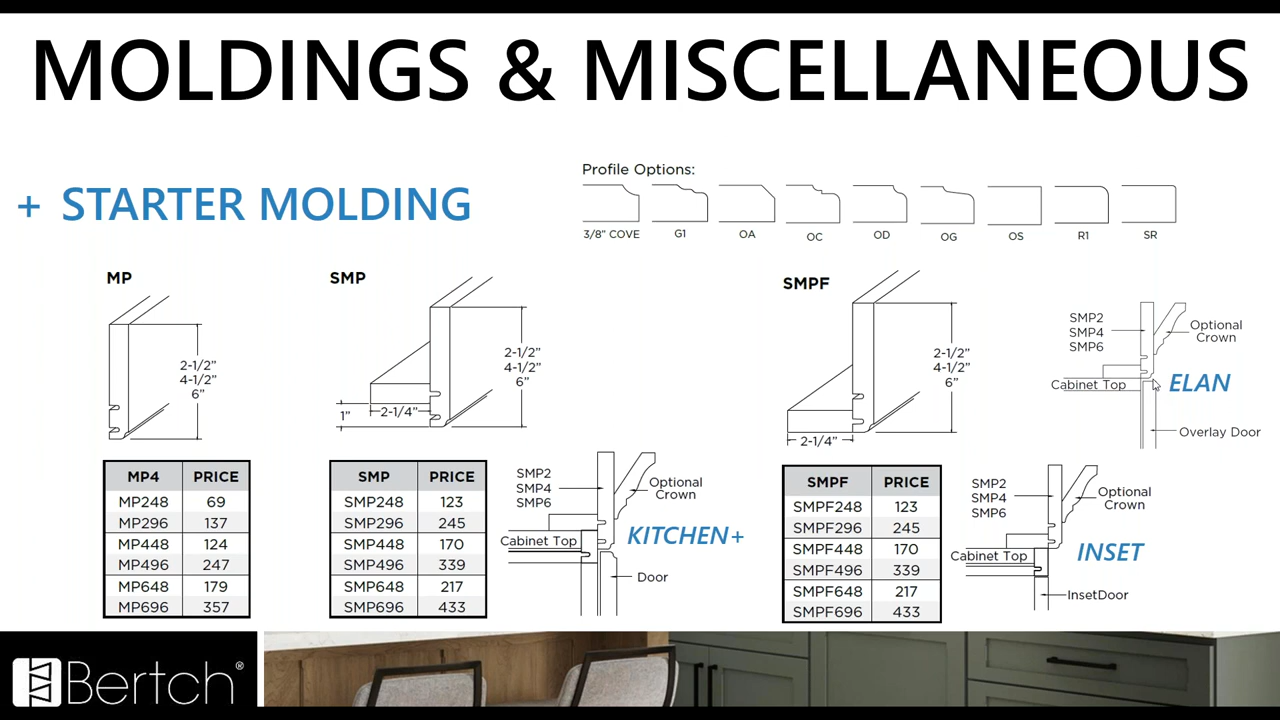 MOLDINGS & MISCELLANEOUS
+ STARTER MOLDING
Profile Options:
3/8” COVE
G1
OA
OC
OD
OG
OS
R1
SR
MP
2-1/2”
4-1/2”
6”
SMP
2-1/2”
4-1/2”
6”
1”
2-1/4”
SMPF
2-1/2”
4-1/2”
6”
2-1/4”
SMP2
SMP4
SMP6
Optional
Crown
Cabinet Top
ELAN
Overlay Door
MP4 PRICE
MP248 69
MP296 137
MP448 124
MP496 247
MP648 179
MP696 357
SMP PRICE
SMP248 123
SMP296 245
SMP448 170
SMP496 339
SMP648 217
SMP696 433
SMP2
SMP4
SMP6
Optional
Crown
Cabinet Top
KITCHEN+
Door
SMPF PRICE
SMPF248 123
SMPF296 245
SMPF448 170
SMPF496 339
SMPF648 217
SMPF696 433
SMP2
SMP4
SMP6
Optional
Crown
Cabinet Top
INSET
InsetDoor
Bertch®